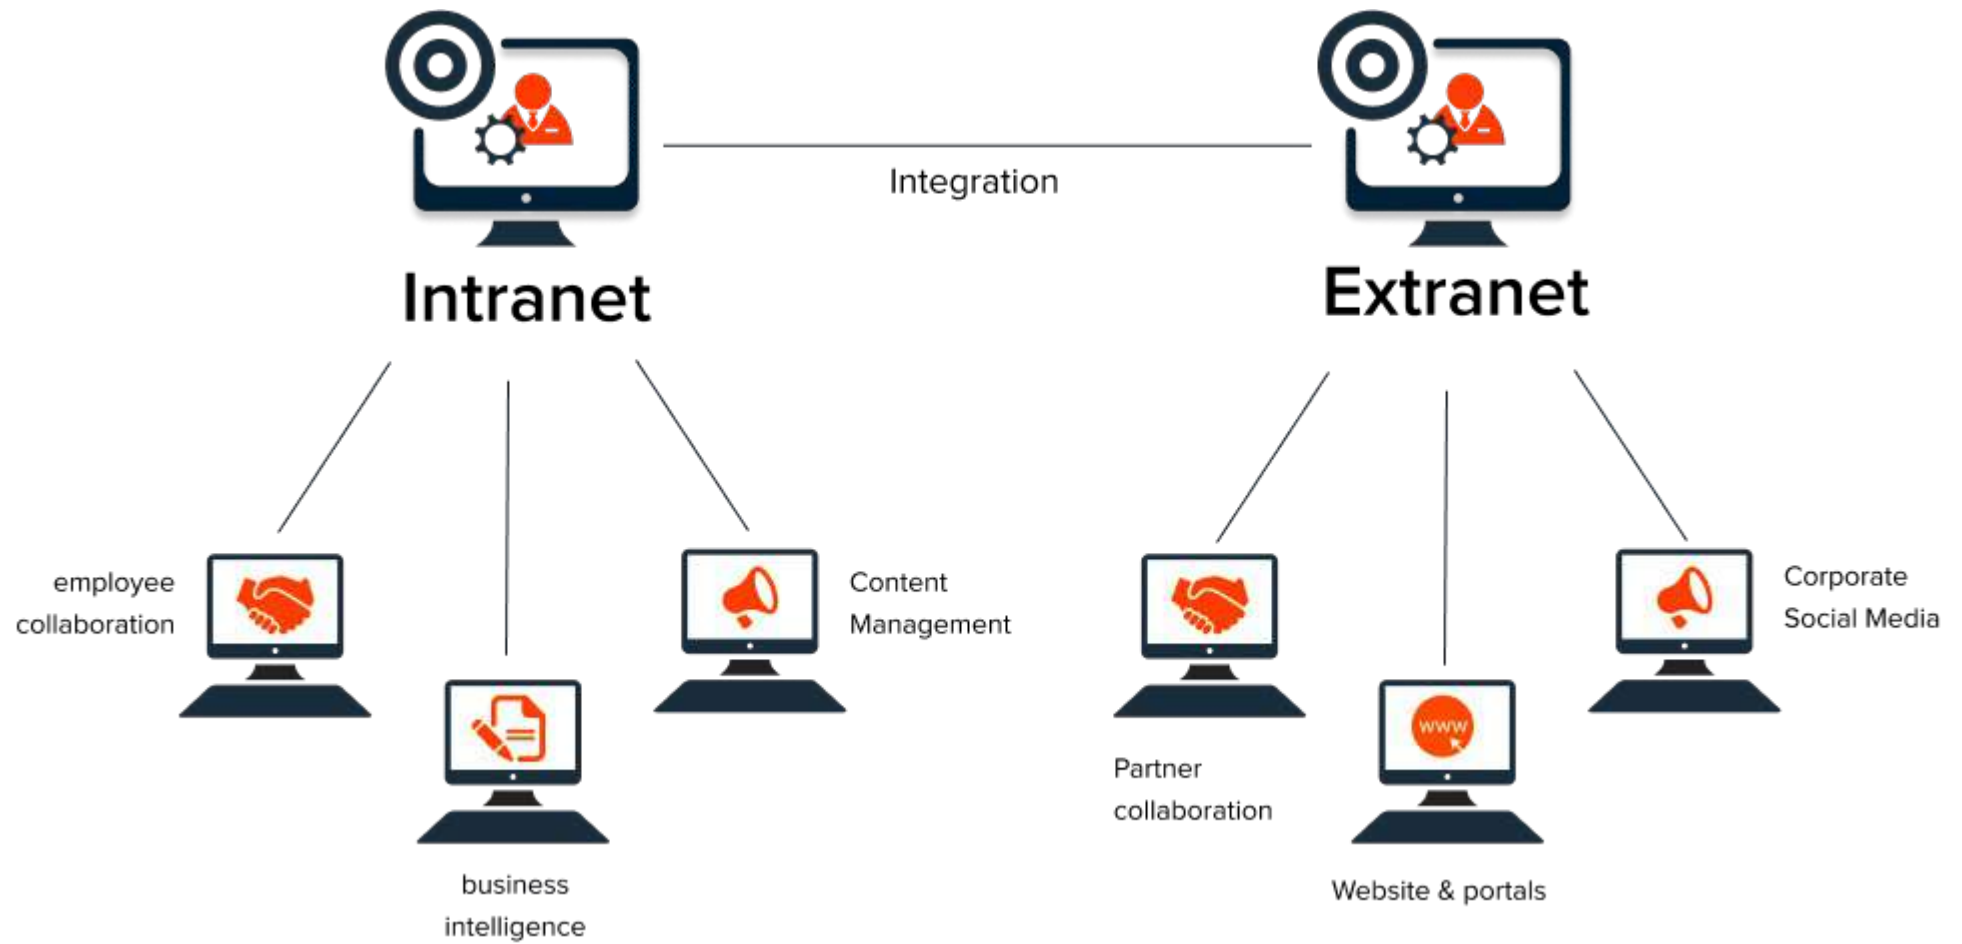 Integration
Intranet
Extranet
employee
collaboration
business
intelligence
Content
Management
Partner
collaboration
www
Website & portals
Corporate
Social Media